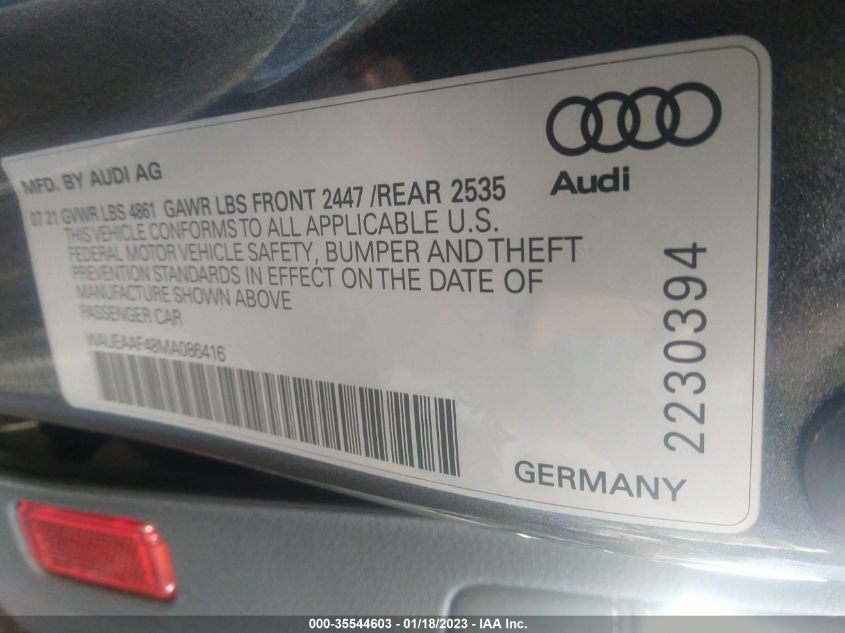 MFD. BY AUDI AG
07 21 GVWR LBS 4861 GAWR LBS FRONT 2447 /REAR 2535
THIS VEHICLE CONFORMS TO ALL APPLICABLE U.S.
FEDERAL MOTOR VEHICLE SAFETY, BUMPER AND THEFT
PREVENTION STANDARDS IN EFFECT ON THE DATE OF
MANUFACTURE SHOWN ABOVE
PASSENGER CAR
WAUEAAF48MA086416
Audi
2230394
GERMANY
000-35544603 - 01/18/2023 - IAA Inc.